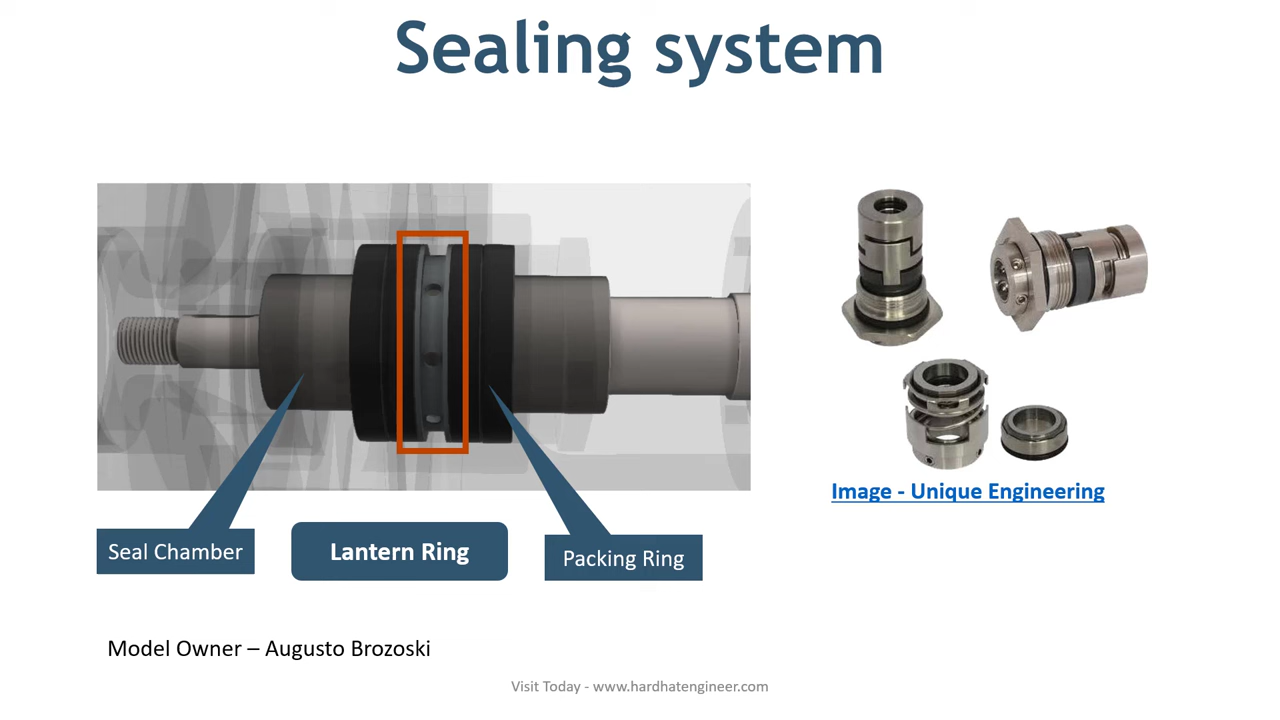 Sealing system
Image - Unique Engineering
Seal Chamber
Lantern Ring
Packing Ring
Model Owner – Augusto Brozoski
Visit Today - www.hardhatengineer.com